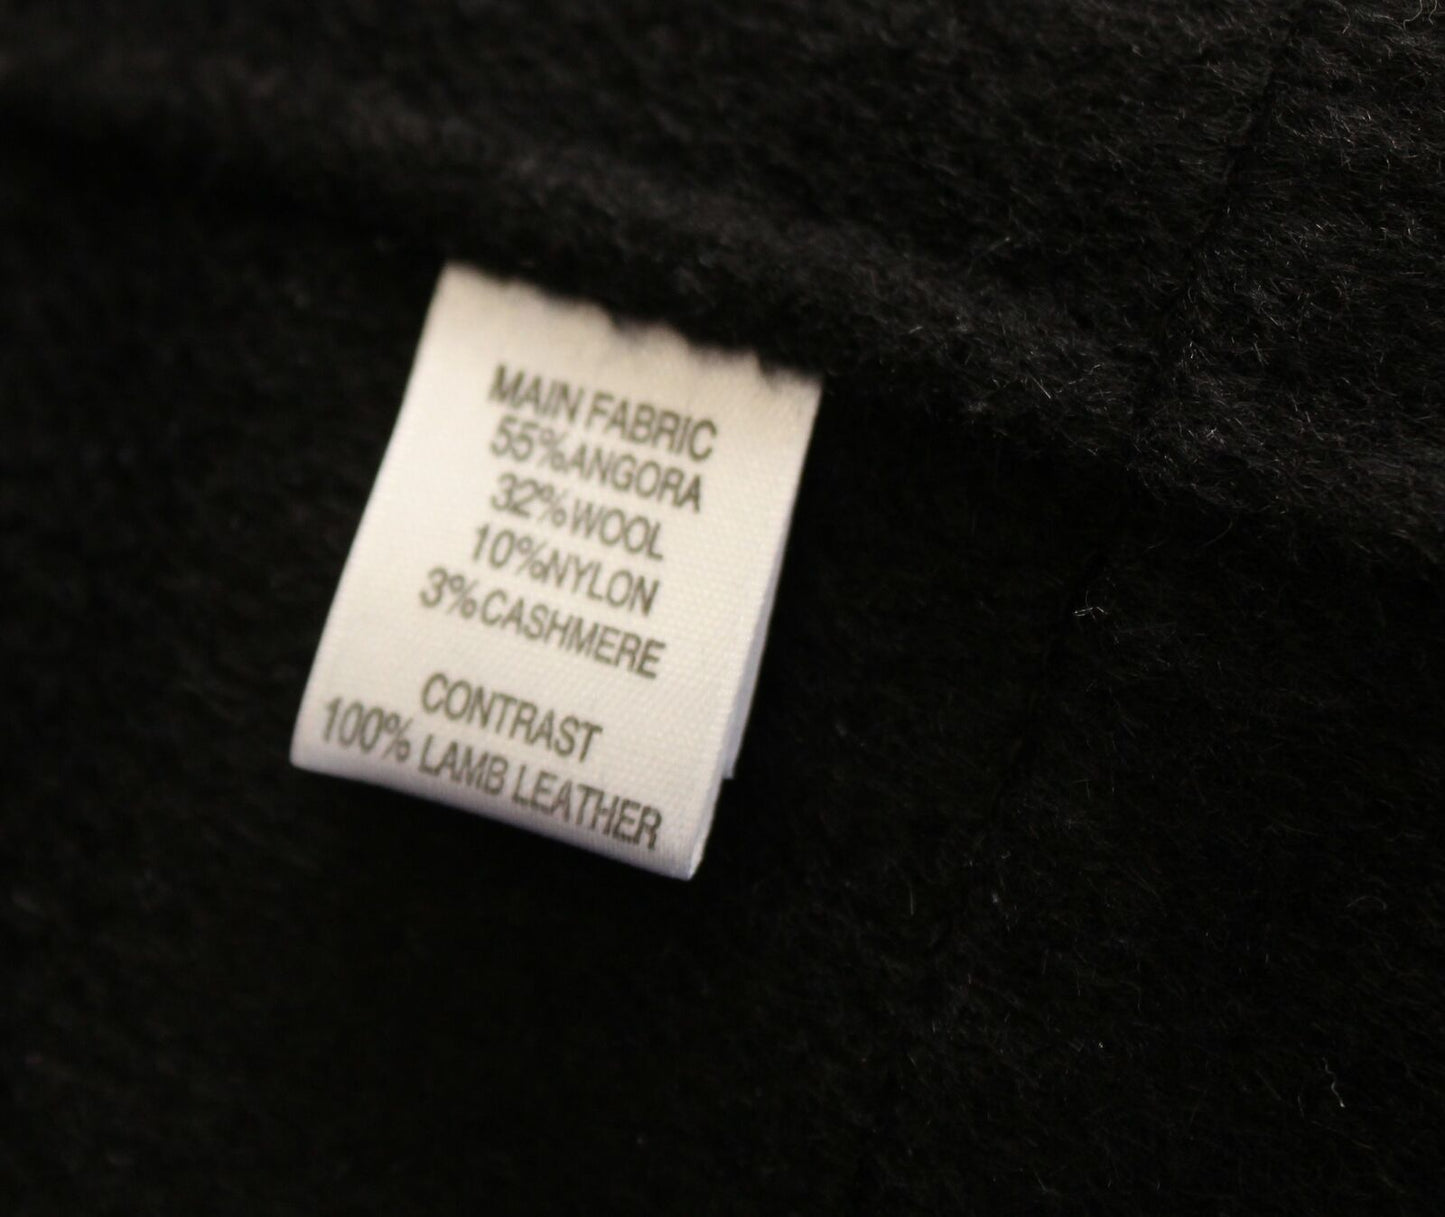 MAIN FABRIC
55%ANGORA
32%WOOL
10%NYLON
3%CASHMERE
CONTRAST
100% LAMB LEATHER